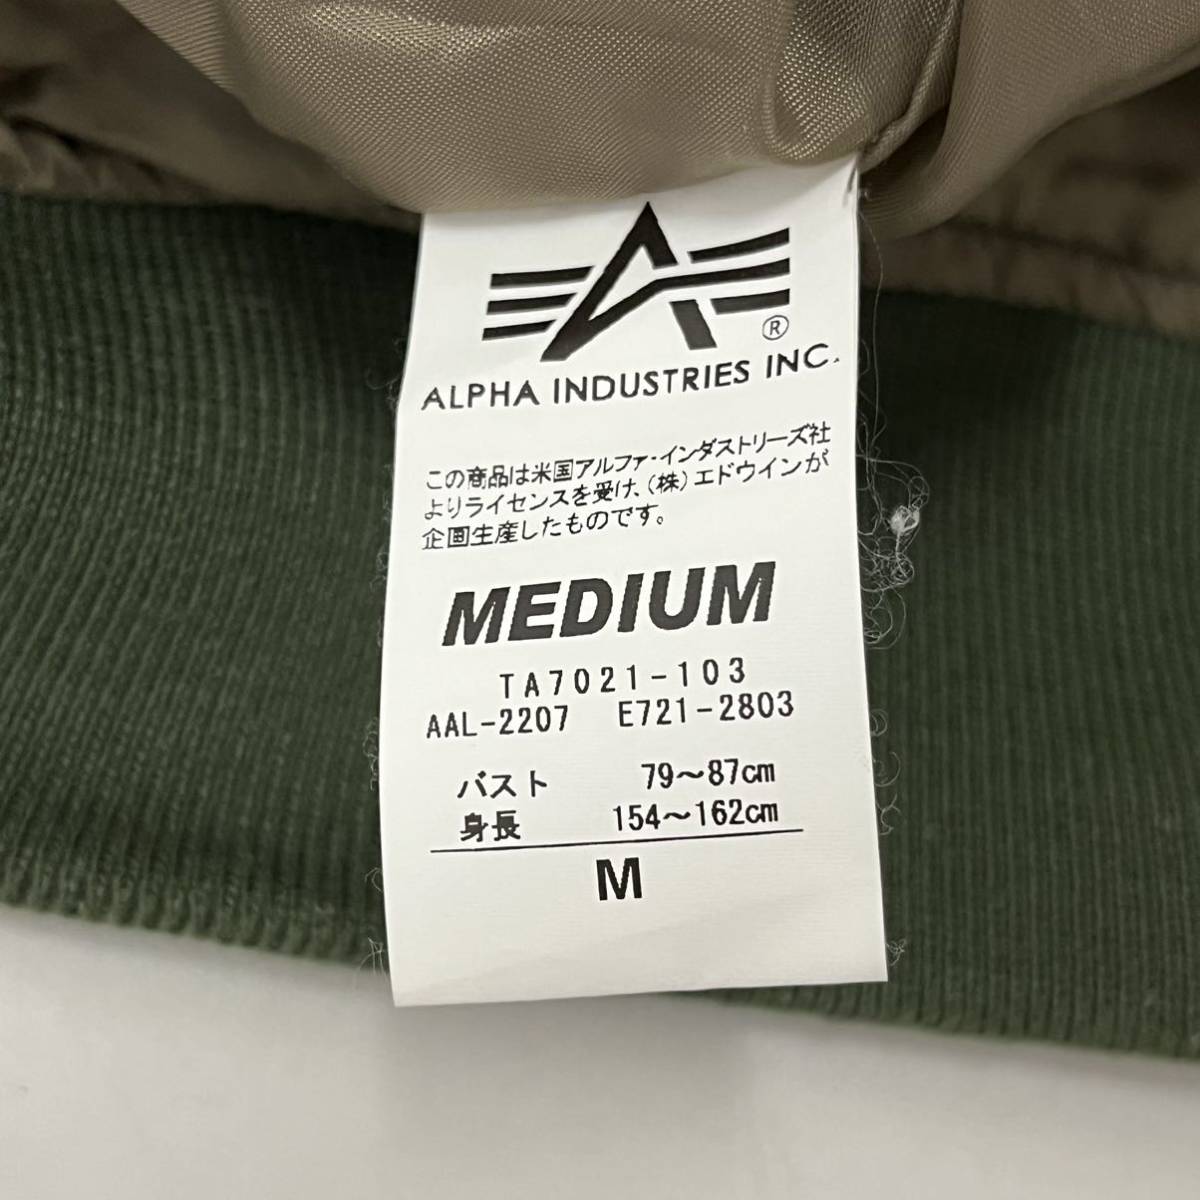 ®
ALPHA INDUSTRIES INC.
この商品は米国アルファ・インダストリーズ社
よりライセンスを受け、(株)エドウインが
企画生産したものです。
MEDIUM
TA7021-103
AAL-2207 E721-2803
バスト 79～87cm
身長 154～162cm
M